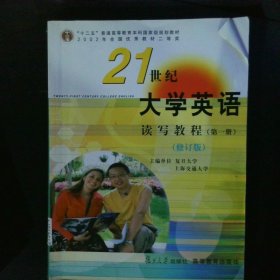 "十二五"普通高等教育本科国家级规划教材
2002年全国优秀教材二等奖
21世纪
TWENTY-FIRST CENTURY COLLEGE ENGLISH
大学英语
读写教程(第一册)
(修订版)
主编单位 复旦大学
上海交通大学
复旦大学 出版社 高等教育出版社